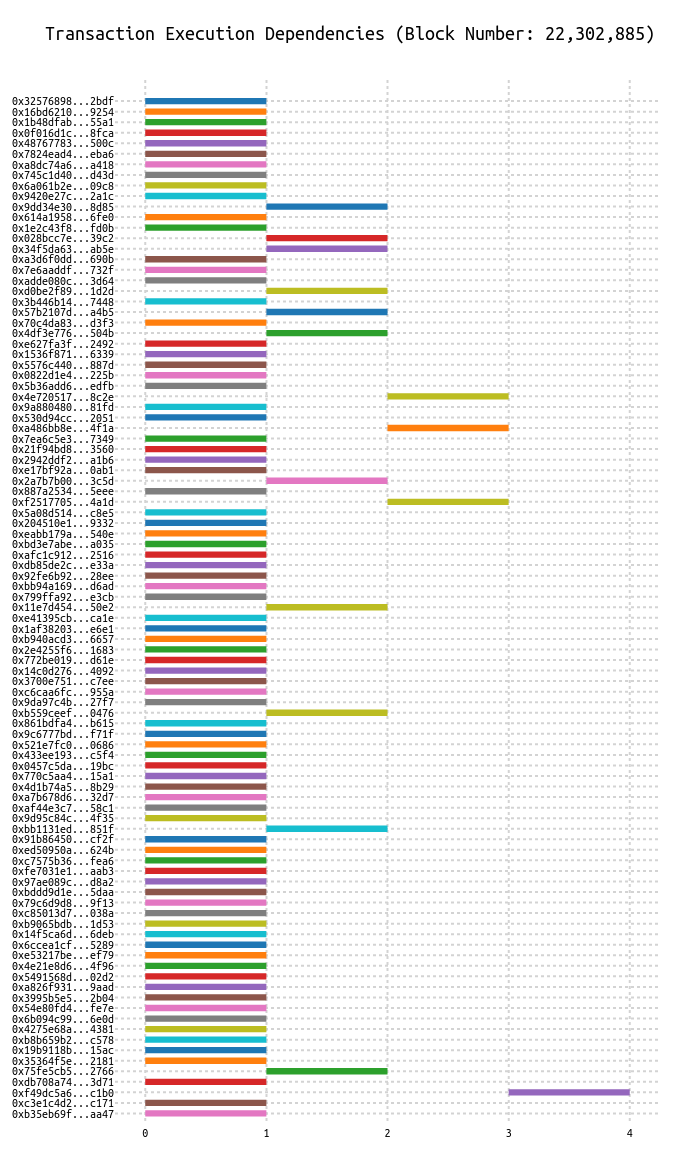 Transaction Execution Dependencies (Block Number: 22,302,885)
0x32576898...2bdf
0x16bd6210...9254
0x1b48dfab...55a1
0x0f016d1c...8fca
0x48767783...500c
0x7824ead4...eba6
0xa8dc74a6...a418
0x745c1d40...d43d
0x6a061b2e...09c8
0x9420e27c...2a1c
0x9dd34e30...8d85
0x614a1958...6fe0
0x1e2c43f8...fd0b
0x028bcc7e...39c2
0x34f5da63...ab5e
0xa3d6f0dd...690b
0x7e6aaddf...732f
0xadde080c...3d64
0xd0be2f89...1d2d
0x3b446b14...7448
0x57b2107d...a4b5
0x70c4da83...d3f3
0x4df3e776...504b
0xe627fa3f...2492
0x1536f871...6339
0x5576c440...887d
0x0822d1e4...225b
0x5b36add6...edfb
0x4e720517...8c2e
0x9a880480...81fd
0x530d94cc...2051
0xa486bb8e...4f1a
0x7ea6c5e3...7349
0x21f94bd8...3560
0x2942ddf2...a1b6
0xe17bf92a...0ab1
0x2a7b7b00...3c5d
0x887a2534...5eee
0xf2517705...4a1d
0x5a08d514...c8e5
0x204510e1...9332
0xeabb179a...540e
0xbd3e7abe...a035
0xafc1c912...2516
0xdb85de2c...e33a
0x92fe6b92...28ee
0xbb94a169...d6ad
0x799ffa92...e3cb
0x11e7d454...50e2
0xe41395cb...ca1e
0x1af38203...e6e1
0xb940acd3...6657
0x2e4255f6...1683
0x772be019...d61e
0x14c0d276...4092
0x3700e751...c7ee
0xc6caa6fc...955a
0x9da97c4b...27f7
0xb559ceef...0476
0x861bdfa4...b615
0x9c6777bd...f71f
0x521e7fc0...0686
0x433ee193...c5f4
0x0457c5da...19bc
0x770c5aa4...15a1
0x4d1b74a5...8b29
0xa7b678d6...32d7
0xaf44e3c7...58c1
0x9d95c84c...4f35
0xbb1131ed...851f
0x91b86450...cf2f
0xed50950a...624b
0xc7575b36...fea6
0xfe7031e1...aab3
0x97ae089c...d8a2
0xbddd9d1e...5daa
0x79c6d9d8...9f13
0xc85013d7...038a
0xb9065bdb...1d53
0x14f5ca6d...6deb
0x6ccea1cf...5289
0xe53217be...ef79
0x4e21e8d6...4f96
0x5491568d...02d2
0xa826f931...9aad
0x3995b5e5...2b04
0x54e80fd4...fe7e
0x6b094c99...6e0d
0x4275e68a...4381
0xb8b659b2...c578
0x19b9118b...15ac
0x35364f5e...2181
0x75fe5cb5...2766
0xdb708a74...3d71
0xf49dc5a6...c1b0
0xc3e1c4d2...c171
0xb35eb69f...aa47
0 1 2 3 4